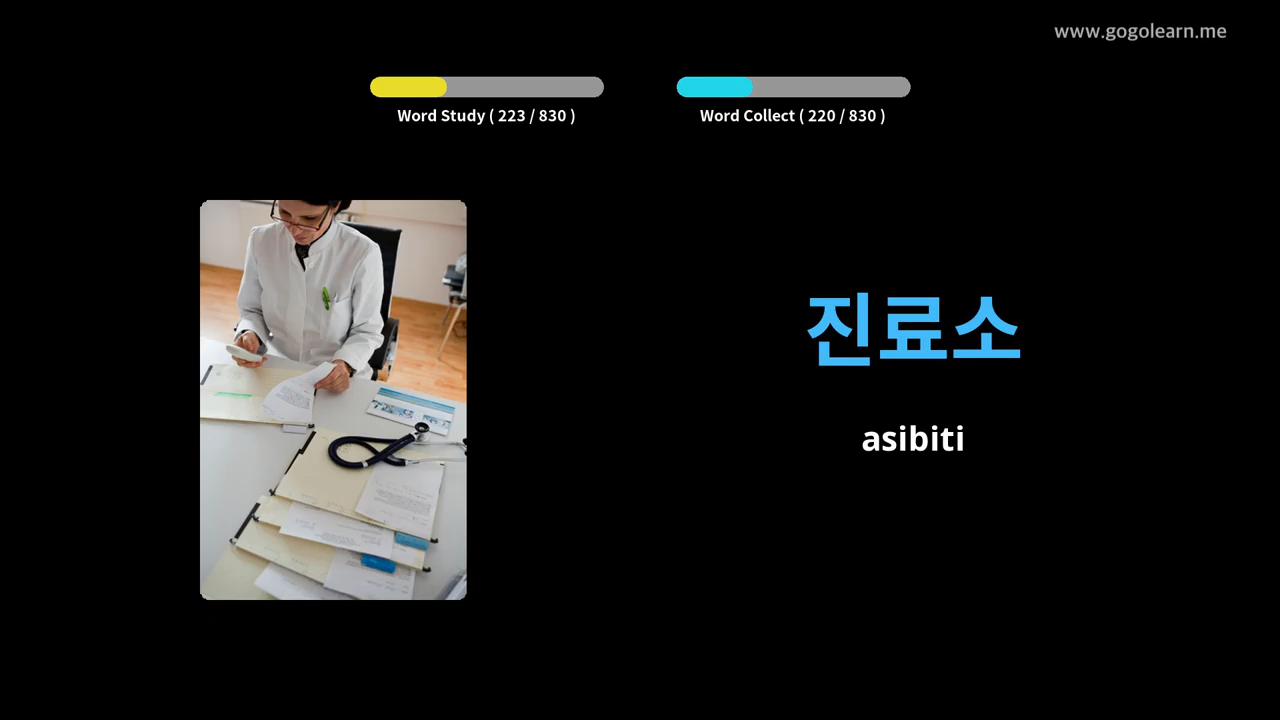 www.gogolearn.me
Word Study ( 223 / 830 )
Word Collect ( 220 / 830 )
진료소
asibiti